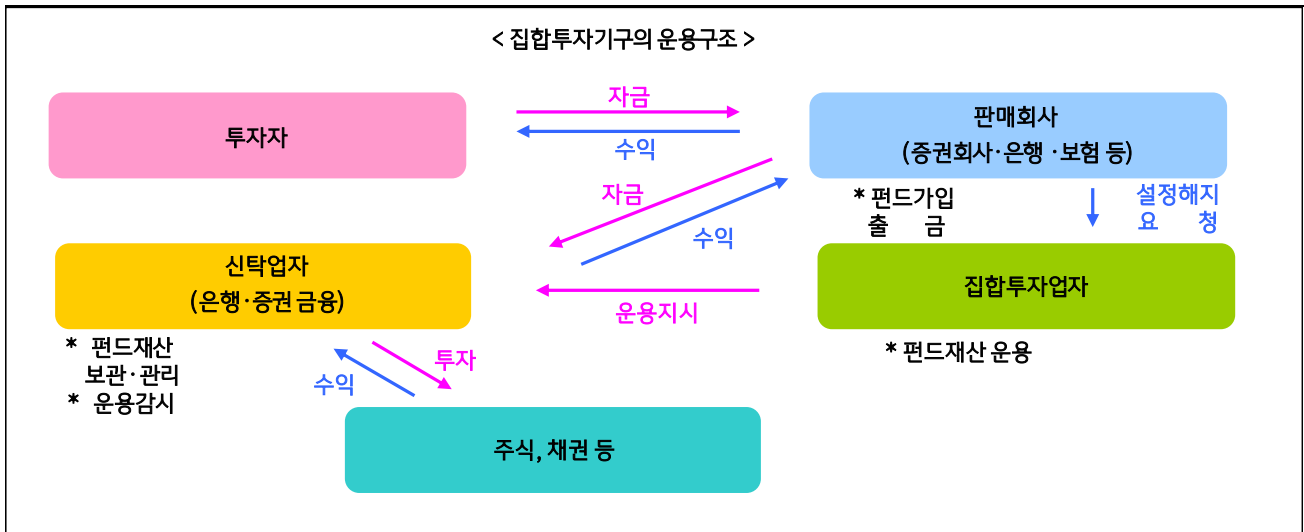 < 집합투자기구의 운용구조 >
투자자
자금
수익
판매회사
(증권회사·은행 ·보험 등)
자금
수익
* 펀드가입
출 금
설정해지
요 청
신탁업자
(은행·증권 금융)
운용지시
집합투자업자
* 펀드재산
보관·관리
* 운용감시
투자
수익
* 펀드재산 운용
주식, 채권 등